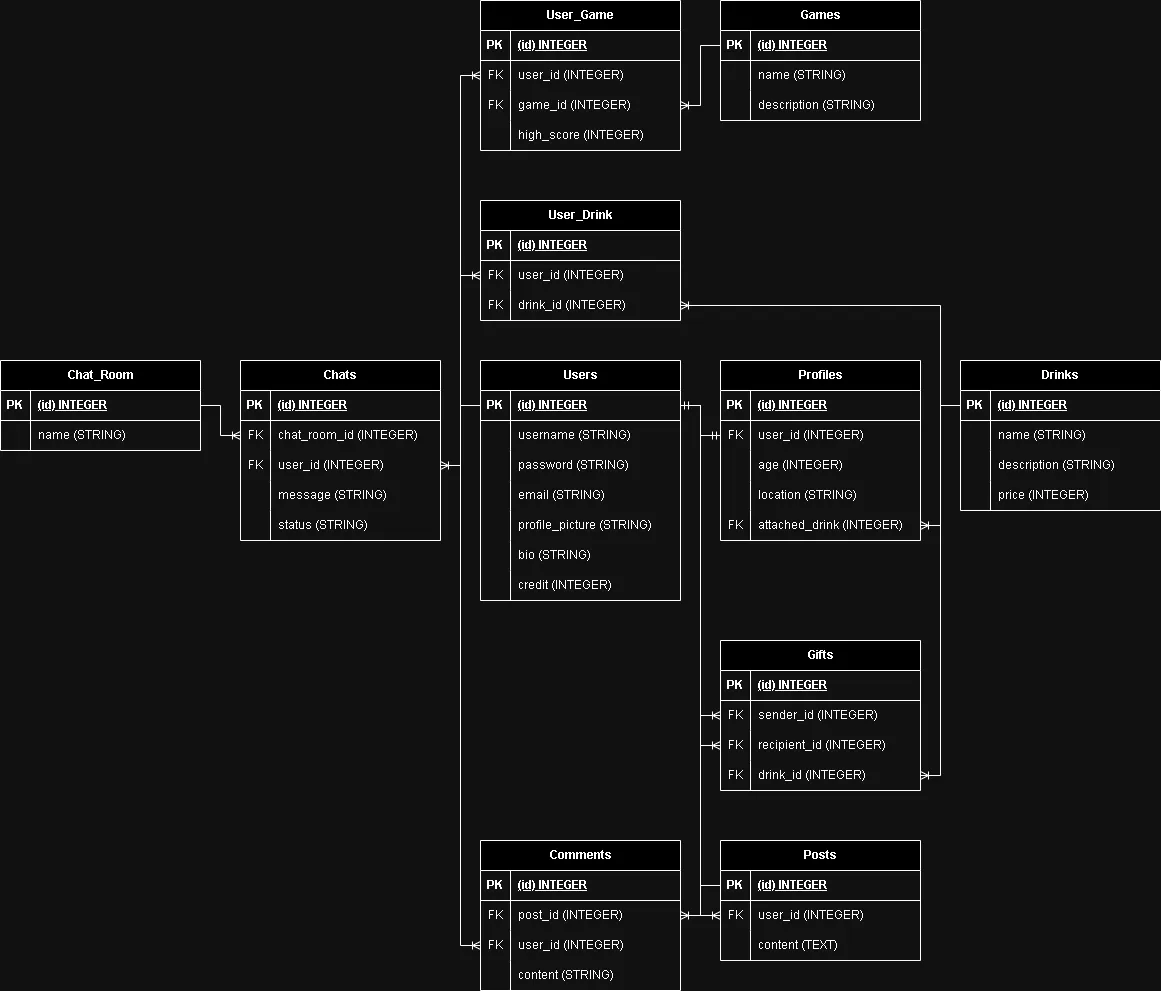 User_Game
PK (id) INTEGER
FK user_id (INTEGER)
FK game_id (INTEGER)
high_score (INTEGER)
Games
PK (id) INTEGER
name (STRING)
description (STRING)
User_Drink
PK (id) INTEGER
FK user_id (INTEGER)
FK drink_id (INTEGER)
Chat_Room
PK (id) INTEGER
name (STRING)
Chats
PK (id) INTEGER
FK chat_room_id (INTEGER)
FK user_id (INTEGER)
message (STRING)
status (STRING)
Users
PK (id) INTEGER
username (STRING)
password (STRING)
email (STRING)
profile_picture (STRING)
bio (STRING)
credit (INTEGER)
Profiles
PK (id) INTEGER
FK user_id (INTEGER)
age (INTEGER)
location (STRING)
FK attached_drink (INTEGER)
Drinks
PK (id) INTEGER
name (STRING)
description (STRING)
price (INTEGER)
Gifts
PK (id) INTEGER
FK sender_id (INTEGER)
FK recipient_id (INTEGER)
FK drink_id (INTEGER)
Comments
PK (id) INTEGER
FK post_id (INTEGER)
FK user_id (INTEGER)
content (STRING)
Posts
PK (id) INTEGER
FK user_id (INTEGER)
content (TEXT)